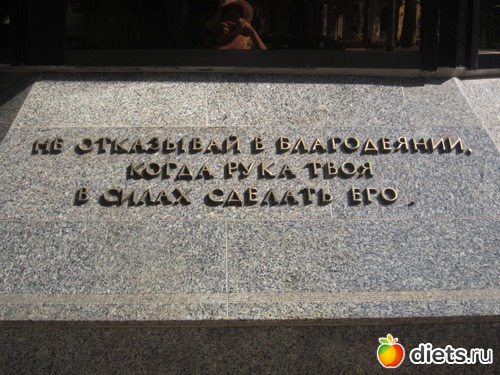 НЕ ОТКАЗЫВАЙ В БЛАГОДЕЯНИИ,
КОГДА РУКА ТВОЯ
В СИЛАХ СДЕЛАТЬ ЕГО.
diets.ru